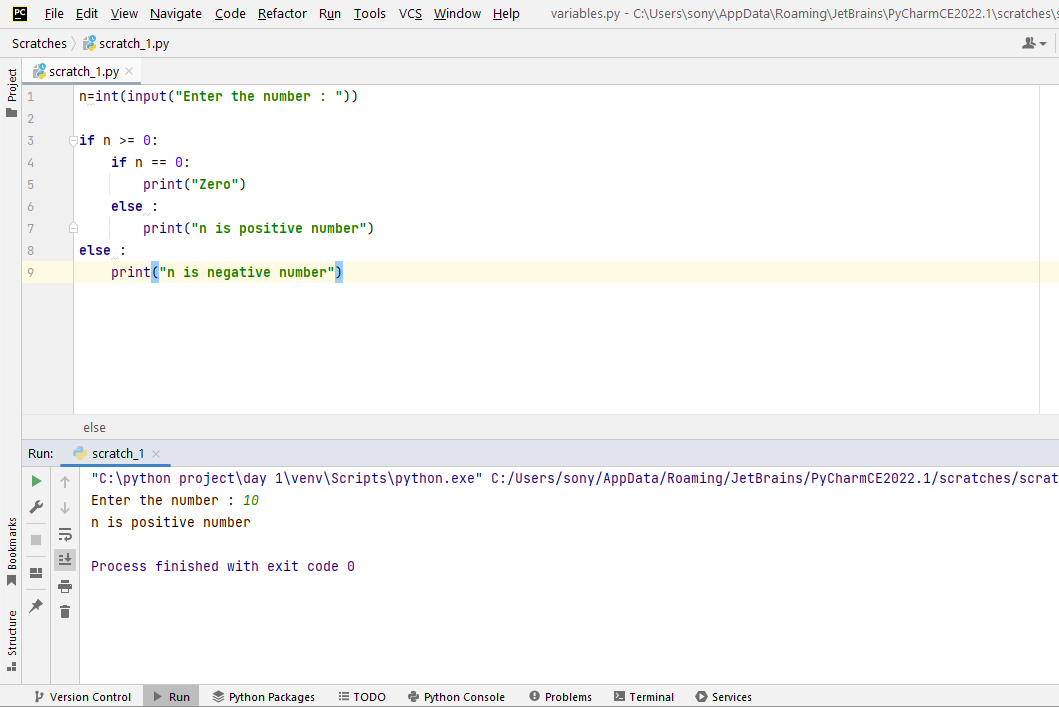 PC File Edit View Navigate Code Refactor Run Tools VCS Window Help variables.py - C:\Users\sony\AppData\Roaming\JetBrains\PyCharmCE2022.1\scratches\s
Scratches scratch_1.py
Project
scratch_1.py
1 n=int(input("Enter the number : "))
2
3 if n >= 0:
4     if n == 0:
5         print("Zero")
6     else :
7         print("n is positive number")
8 else :
9     print("n is negative number")
else
Run: scratch_1
"C:\python project\day 1\venv\Scripts\python.exe" C:/Users/sony/AppData/Roaming/JetBrains/PyCharmCE2022.1/scratches/scrat
Enter the number : 10
n is positive number
Process finished with exit code 0
Bookmarks
Structure
Version Control Run Python Packages TODO Python Console Problems Terminal Services